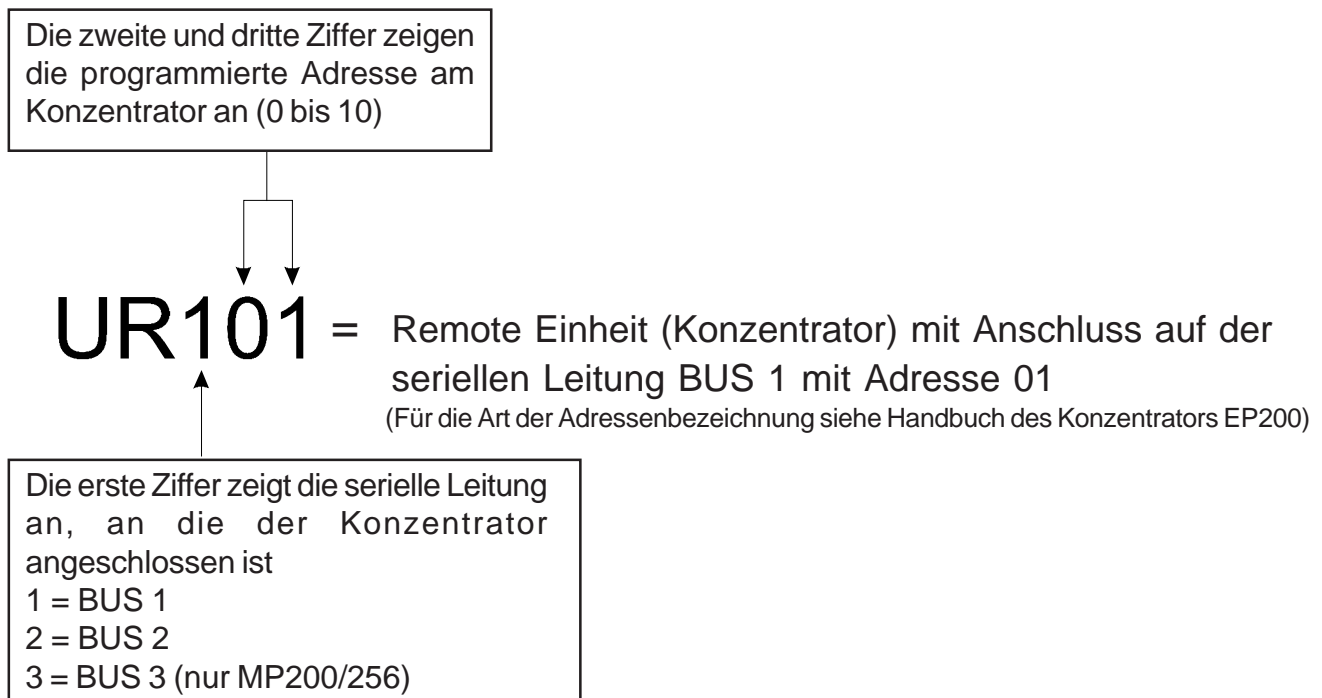 Die zweite und dritte Ziffer zeigen
die programmierte Adresse am
Konzentrator an (0 bis 10)
UR101 = Remote Einheit (Konzentrator) mit Anschluss auf der
seriellen Leitung BUS 1 mit Adresse 01
(Für die Art der Adressenbezeichnung siehe Handbuch des Konzentrators EP200)
Die erste Ziffer zeigt die serielle Leitung
an, an die der Konzentrator
angeschlossen ist
1 = BUS 1
2 = BUS 2
3 = BUS 3 (nur MP200/256)